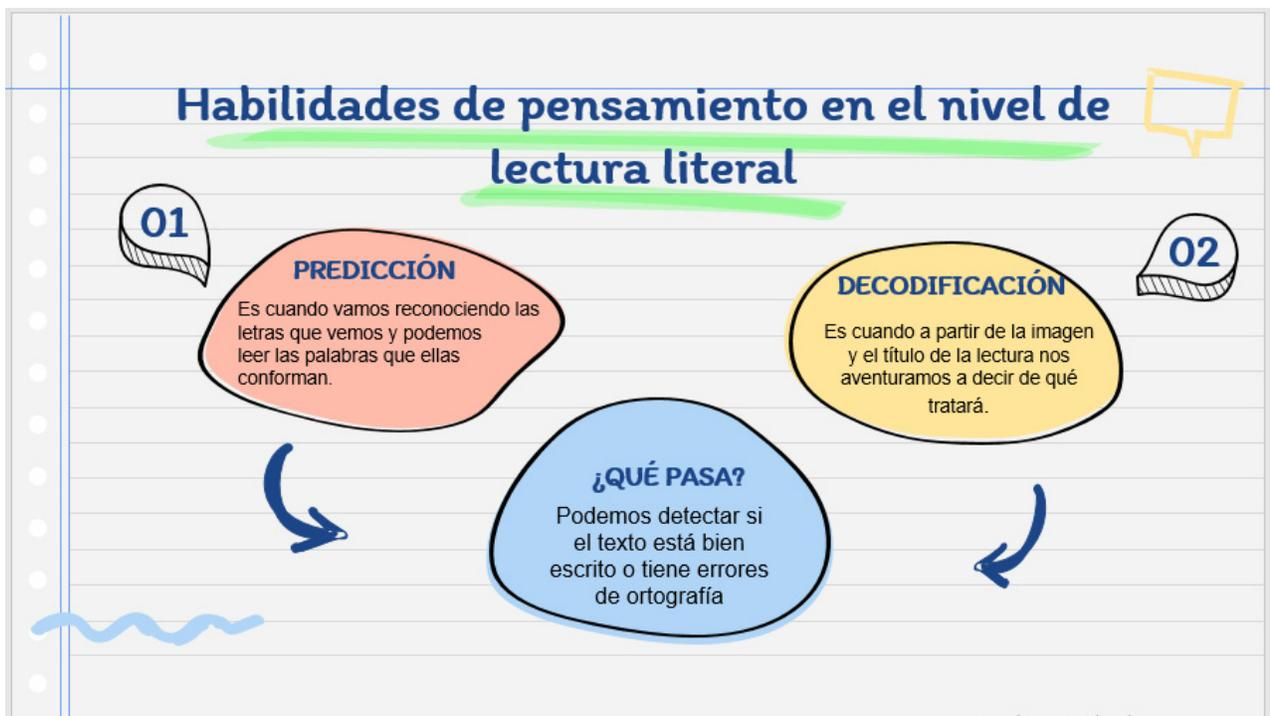 Habilidades de pensamiento en el nivel de
lectura literal
01
PREDICCIÓN
Es cuando vamos reconociendo las
letras que vemos y podemos
leer las palabras que ellas
conforman.
02
DECODIFICACIÓN
Es cuando a partir de la imagen
y el título de la lectura nos
aventuramos a decir de qué
tratará.
¿QUÉ PASA?
Podemos detectar si
el texto está bien
escrito o tiene errores
de ortografía